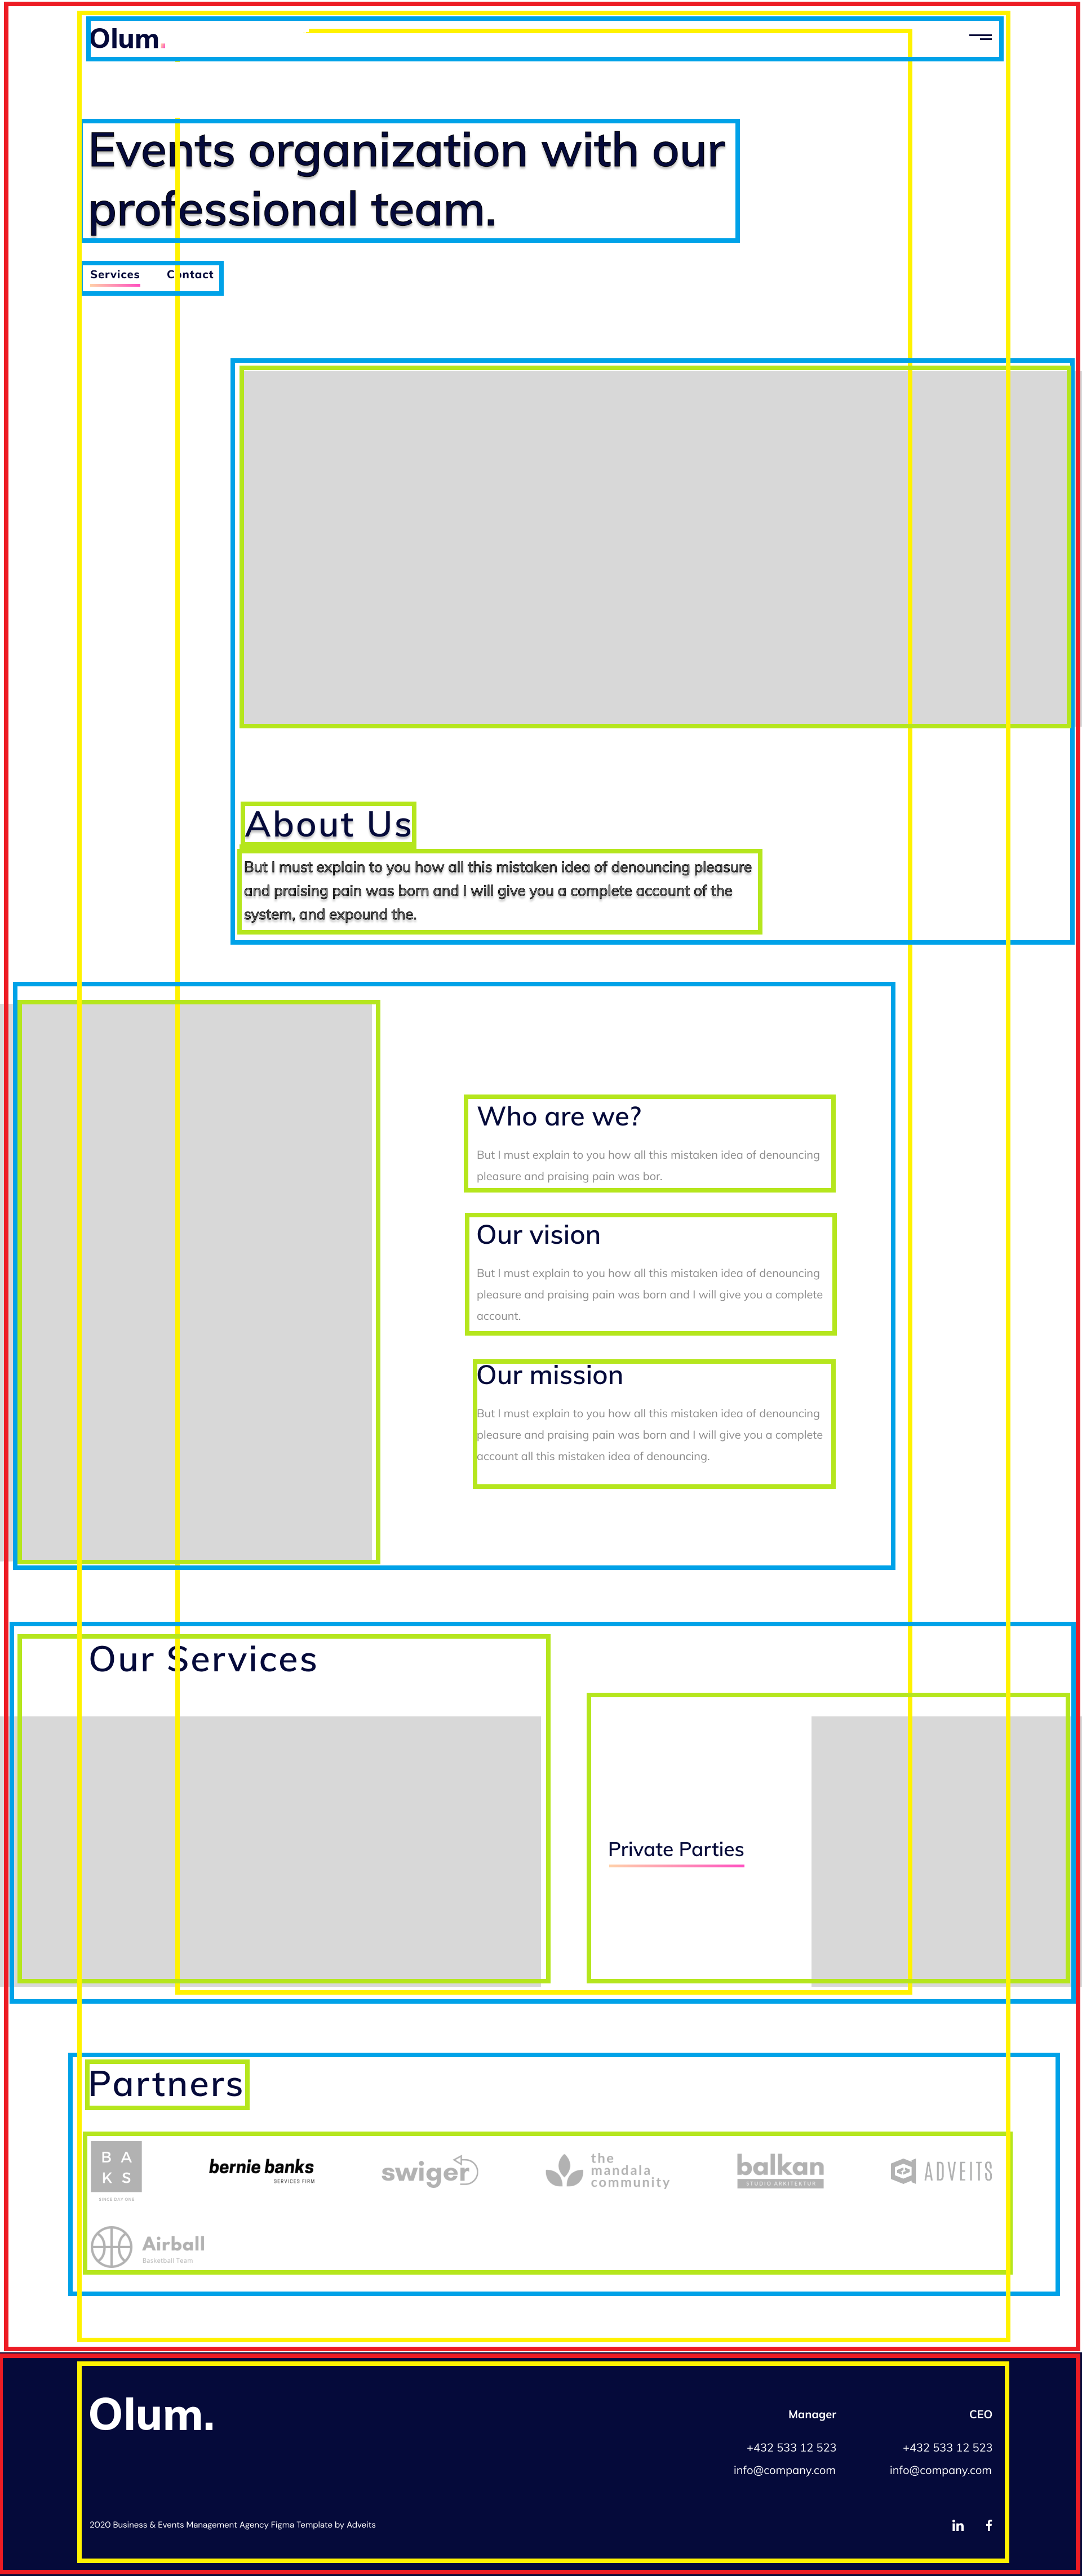 Olum.
Events organization with our
professional team.
Services Contact
About Us
But I must explain to you how all this mistaken idea of denouncing pleasure
and praising pain was born and I will give you a complete account of the
system, and expound the.
Who are we?
But I must explain to you how all this mistaken idea of denouncing
pleasure and praising pain was bor.
Our vision
But I must explain to you how all this mistaken idea of denouncing
pleasure and praising pain was born and I will give you a complete
account.
Our mission
But I must explain to you how all this mistaken idea of denouncing
pleasure and praising pain was born and I will give you a complete
account all this mistaken idea of denouncing.
Our Services
Private Parties
Partners
B A
K S
SINCE DAY ONE
bernie banks
SERVICES FIRM
swiger
the
mandala
community
balkan
STUDIO ARKITEKTUR
ADVEITS
Airball
Basketball Team
Olum.
Manager
+432 533 12 523
info@company.com
CEO
+432 533 12 523
info@company.com
2020 Business & Events Management Agency Figma Template by Adveits
in f